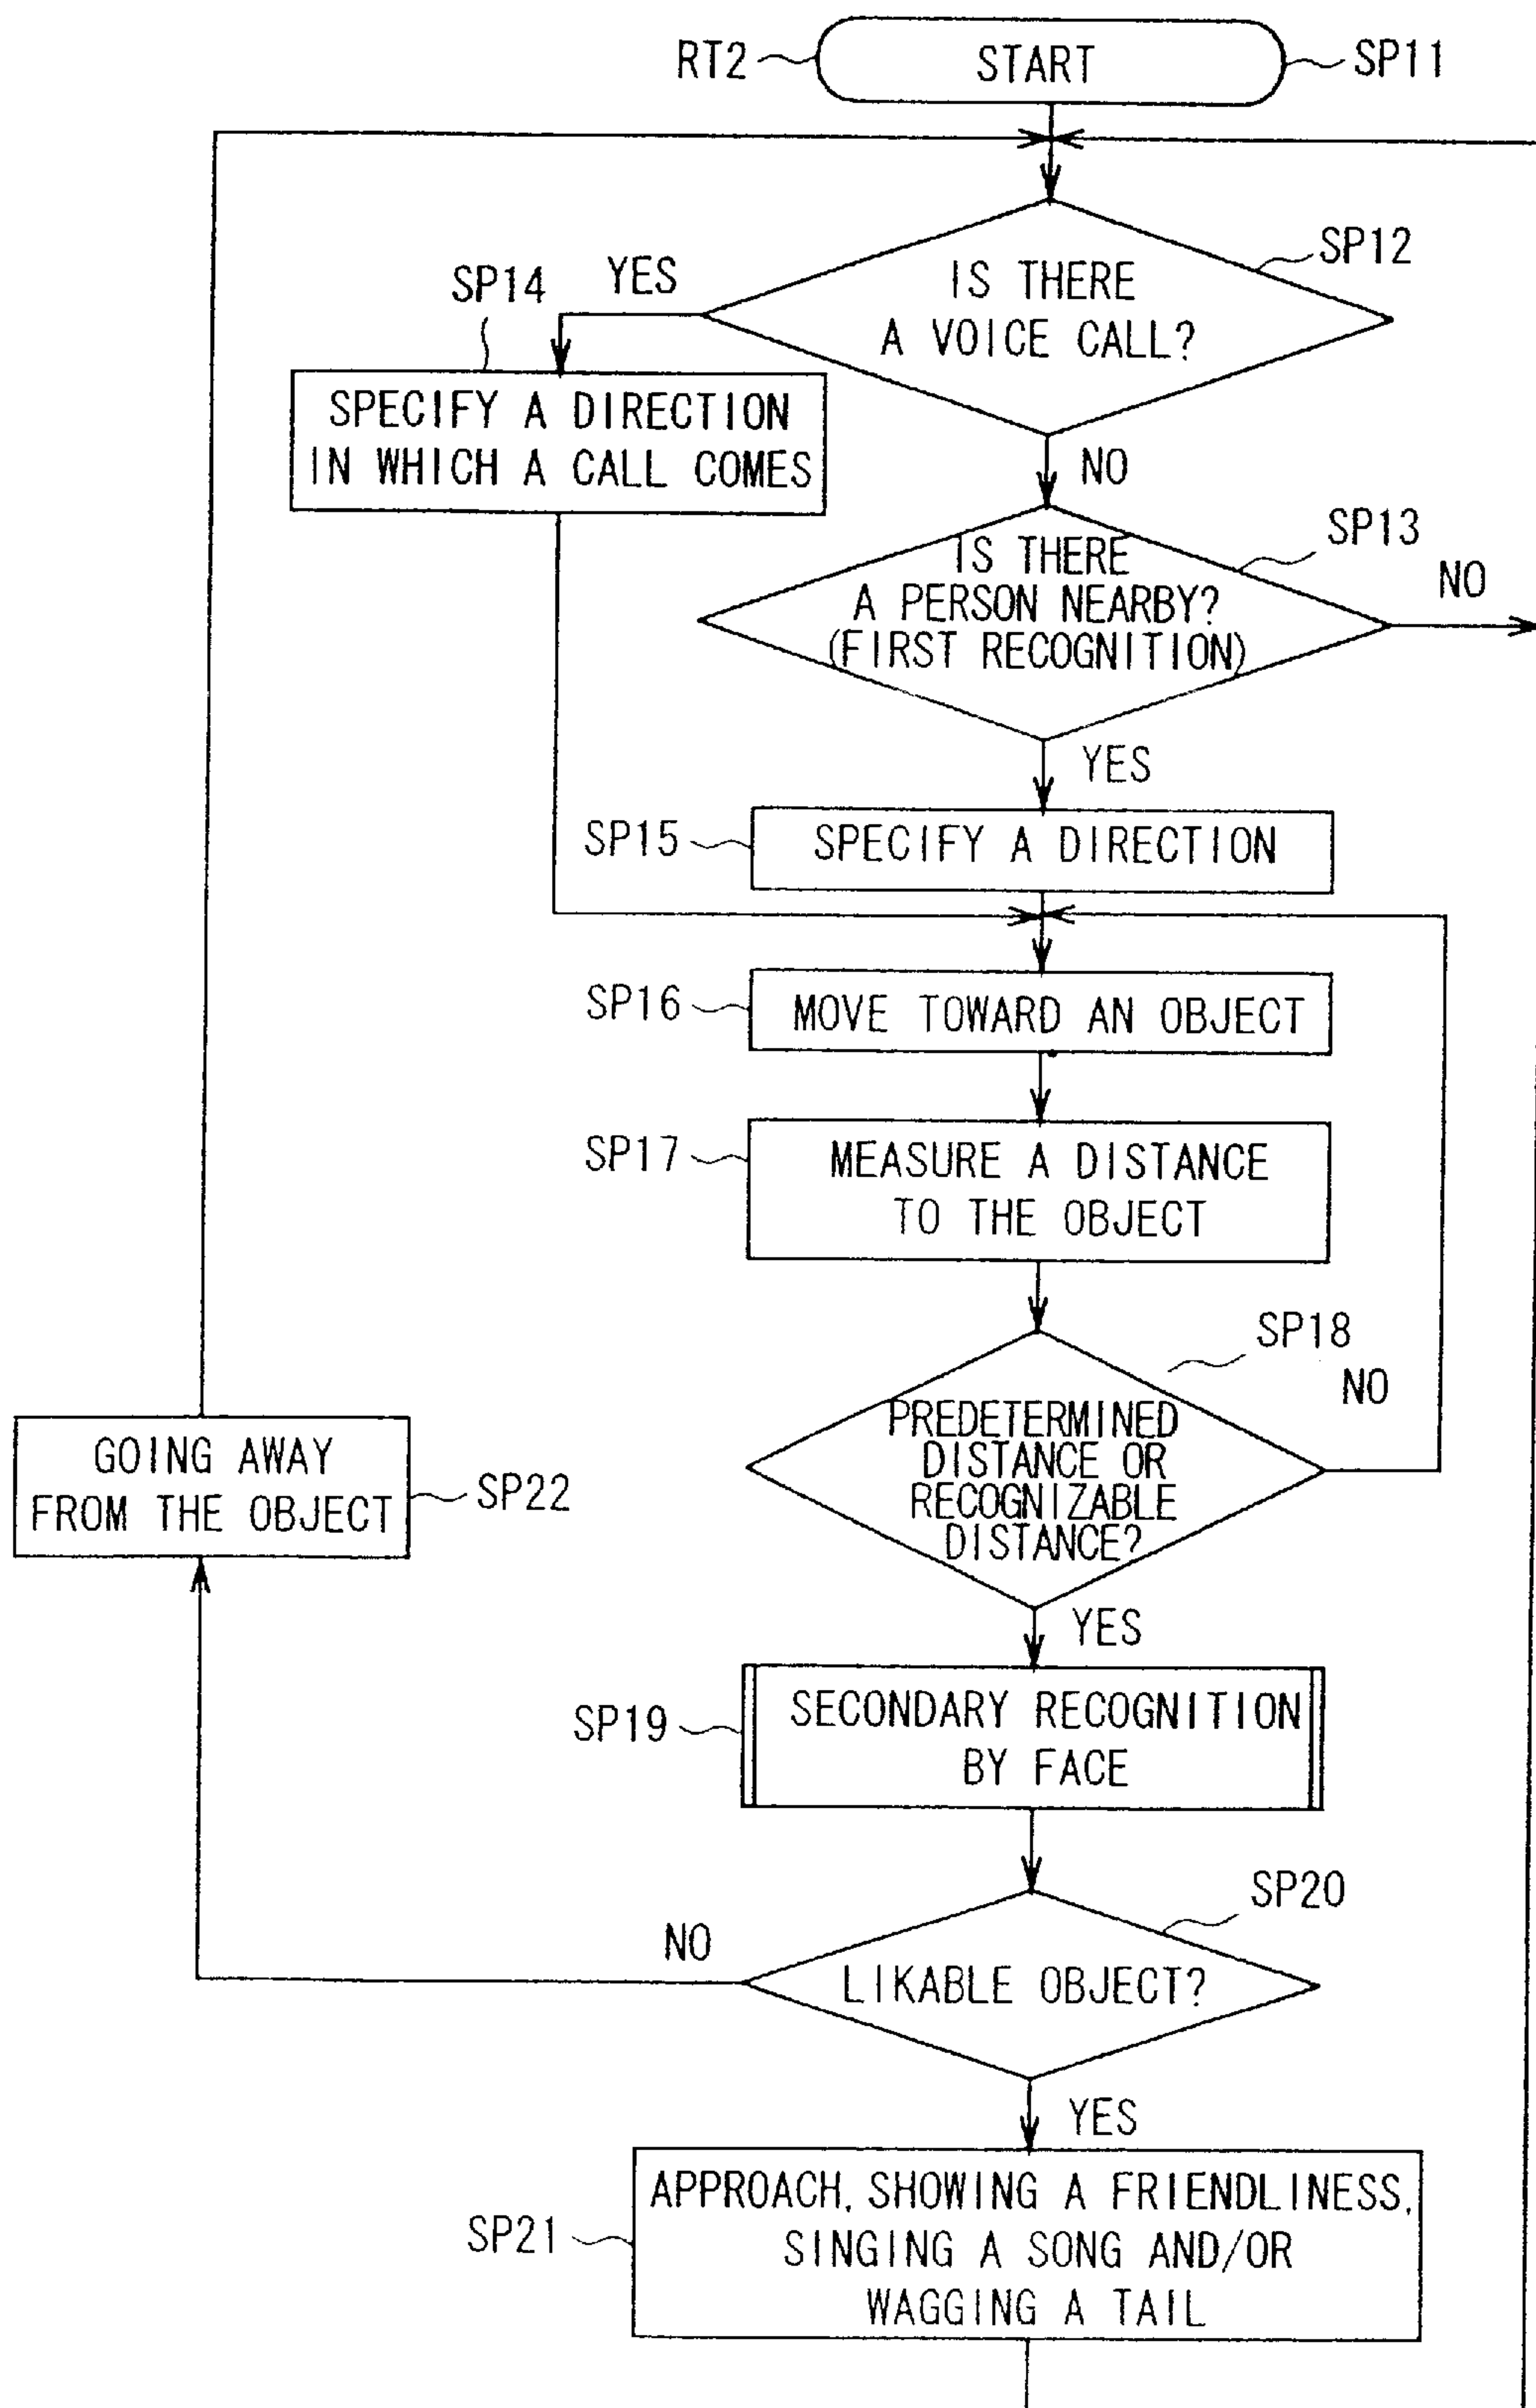 RT2
START
SP11
SP12
IS THERE
A VOICE CALL?
YES
SP14
SPECIFY A DIRECTION
IN WHICH A CALL COMES
NO
SP13
IS THERE
A PERSON NEARBY?
(FIRST RECOGNITION)
NO
YES
SP15
SPECIFY A DIRECTION
SP16
MOVE TOWARD AN OBJECT
SP17
MEASURE A DISTANCE
TO THE OBJECT
SP18
NO
PREDETERMINED
DISTANCE OR
RECOGNIZABLE
DISTANCE?
GOING AWAY
FROM THE OBJECT
SP22
YES
SP19
SECONDARY RECOGNITION
BY FACE
SP20
NO
LIKABLE OBJECT?
YES
SP21
APPROACH, SHOWING A FRIENDLINESS,
SINGING A SONG AND/OR
WAGGING A TAIL